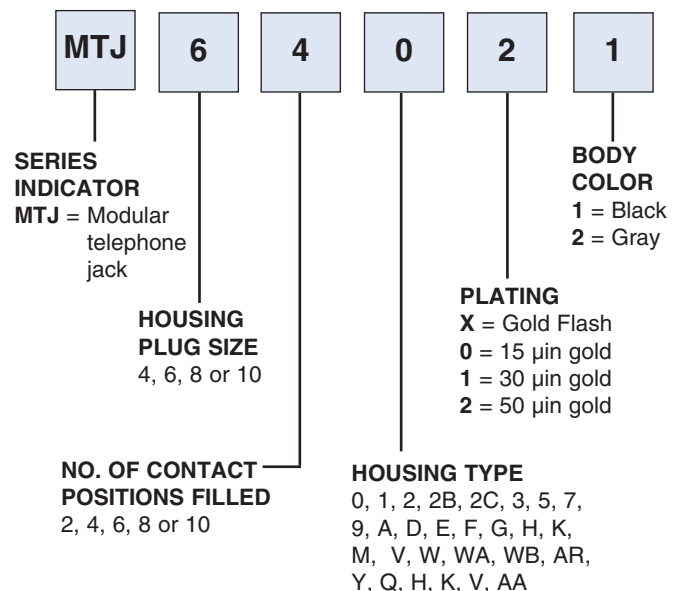 MTJ 6 4 0 2 1
SERIES
INDICATOR
MTJ = Modular
telephone
jack
HOUSING
PLUG SIZE
4, 6, 8 or 10
NO. OF CONTACT
POSITIONS FILLED
2, 4, 6, 8 or 10
HOUSING TYPE
0, 1, 2, 2B, 2C, 3, 5, 7,
9, A, D, E, F, G, H, K,
M, V, W, WA, WB, AR,
Y, Q, H, K, V, AA
PLATING
X = Gold Flash
0 = 15 µin gold
1 = 30 µin gold
2 = 50 µin gold
BODY
COLOR
1 = Black
2 = Gray